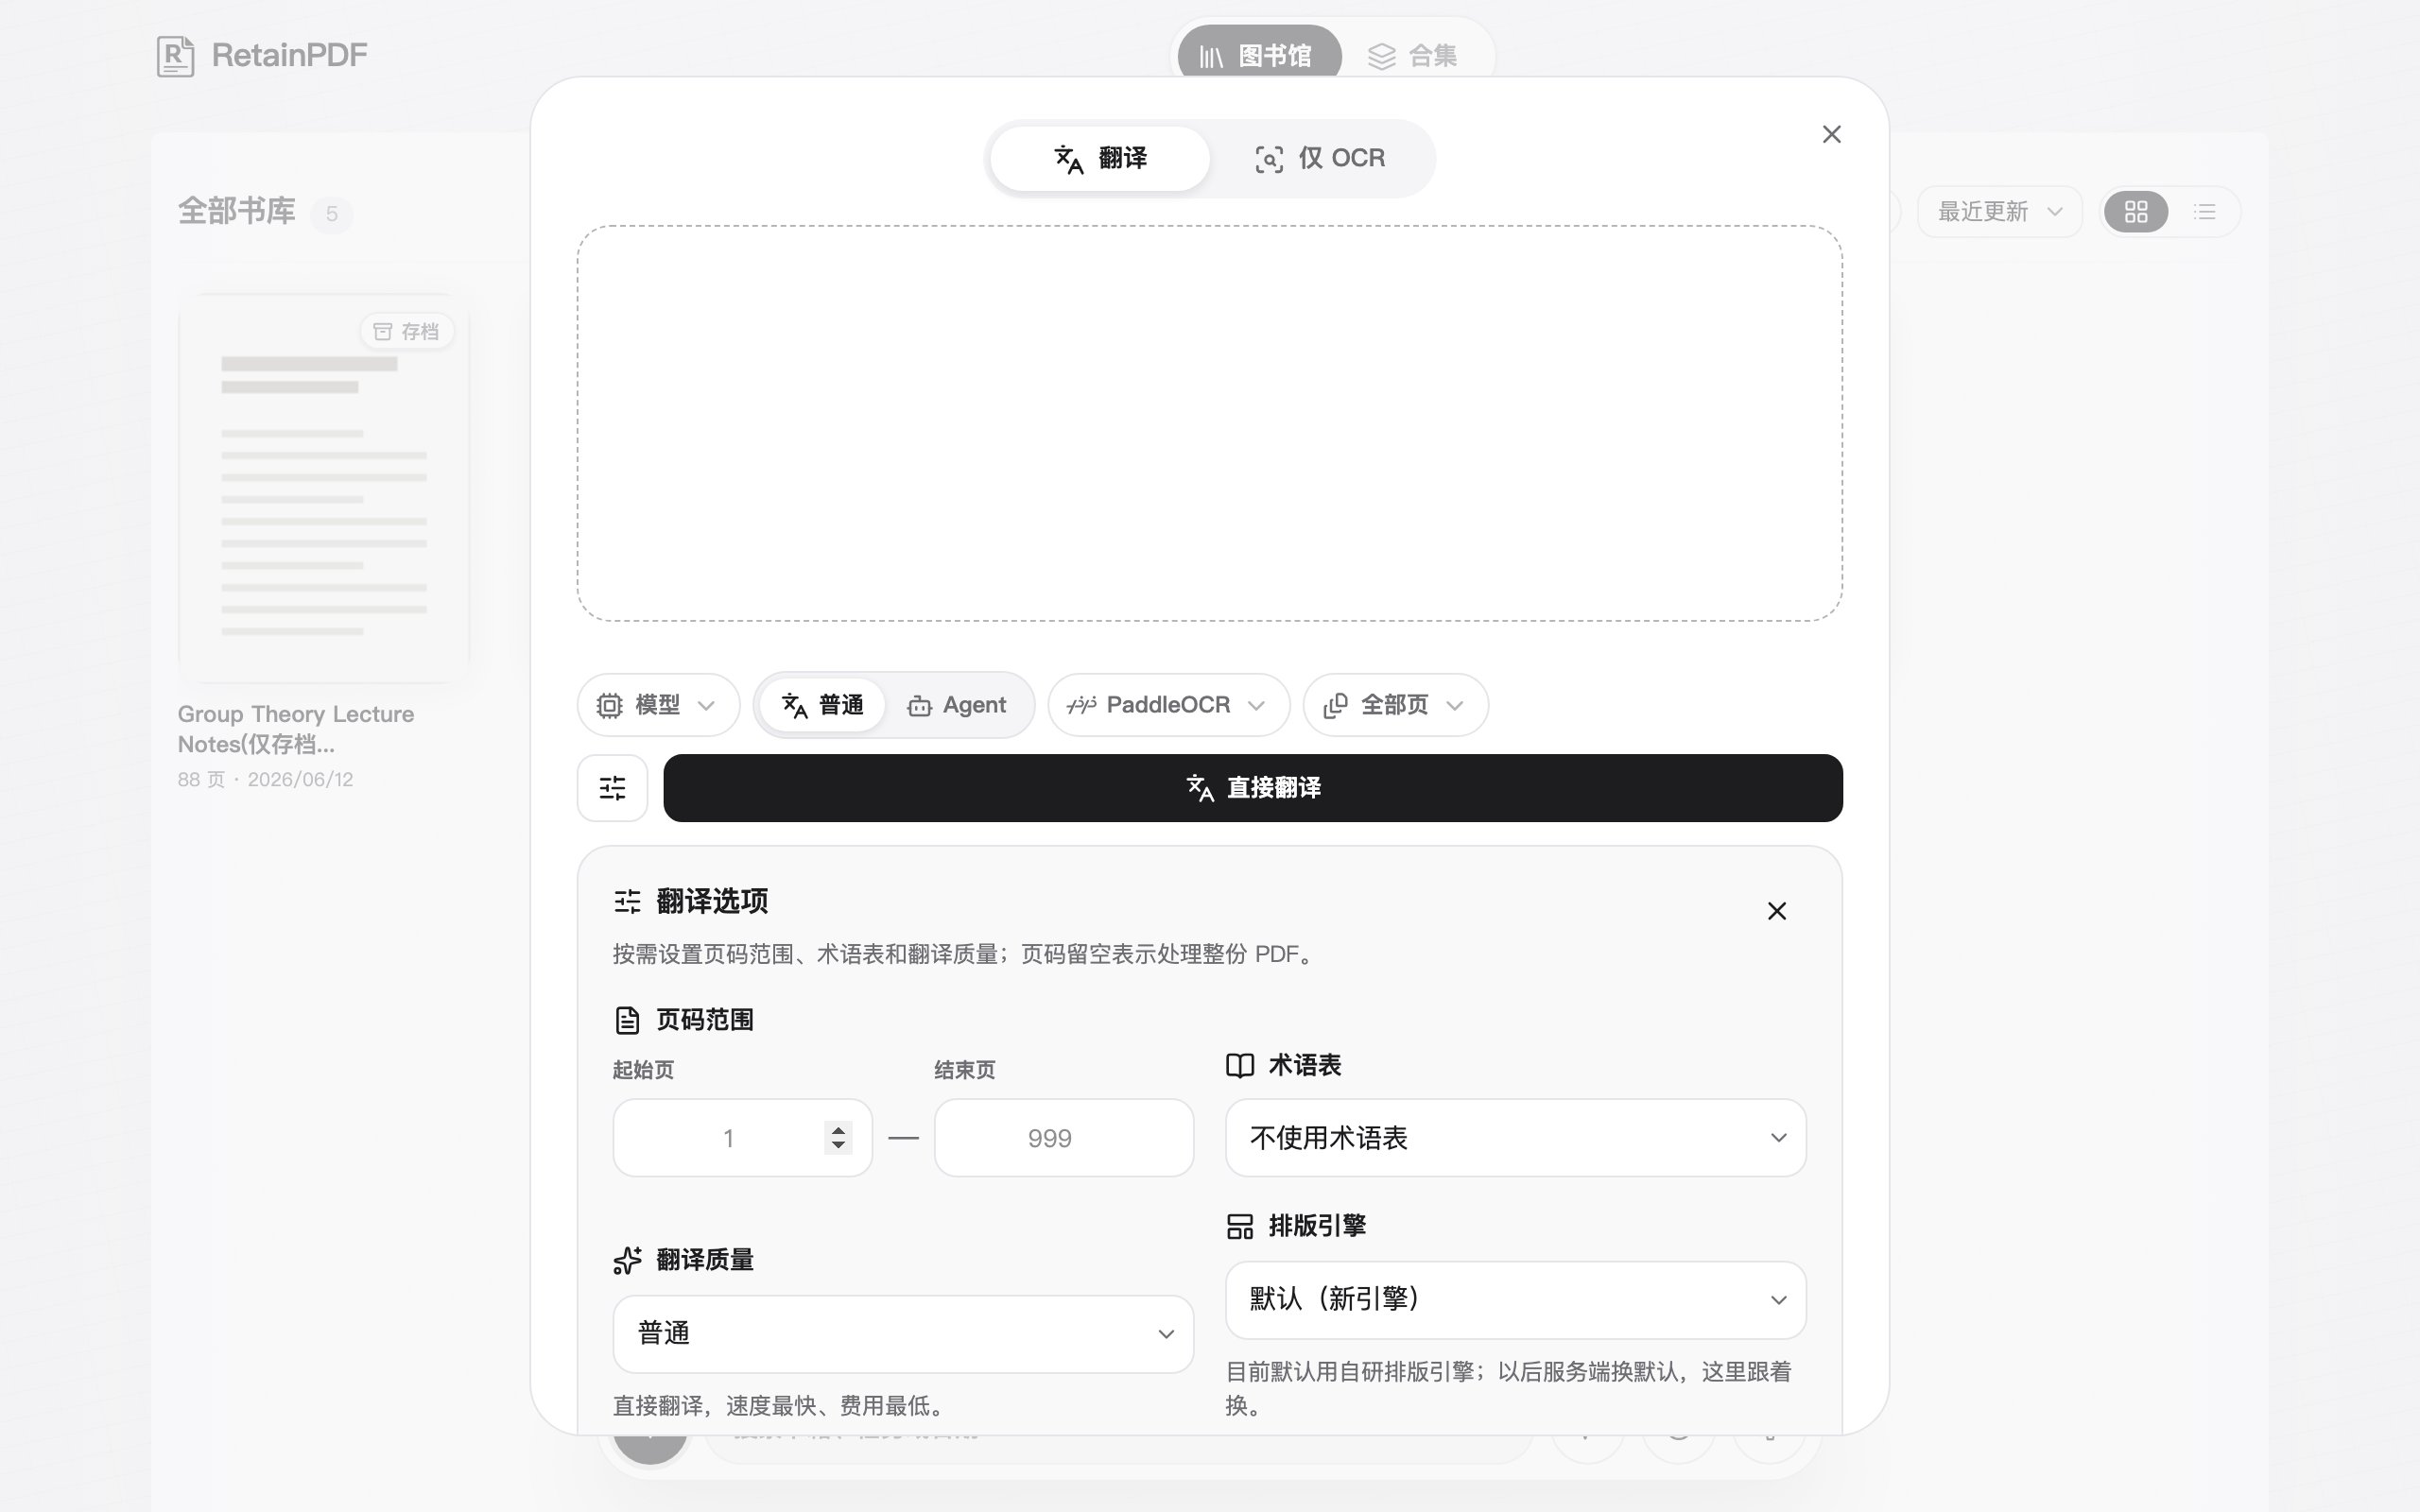 RetainPDF
图书馆
合集
翻译
仅 OCR
全部书库
5
最近更新
存档
Group Theory Lecture
Notes(仅存档...
88 页 · 2026/06/12
模型
普通
Agent
PaddleOCR
全部页
直接翻译
翻译选项
按需设置页码范围、术语表和翻译质量；页码留空表示处理整份 PDF。
页码范围
起始页
结束页
1
—
999
术语表
不使用术语表
翻译质量
普通
直接翻译，速度最快、费用最低。
排版引擎
默认（新引擎）
目前默认用自研排版引擎；以后服务端换默认，这里跟着
换。